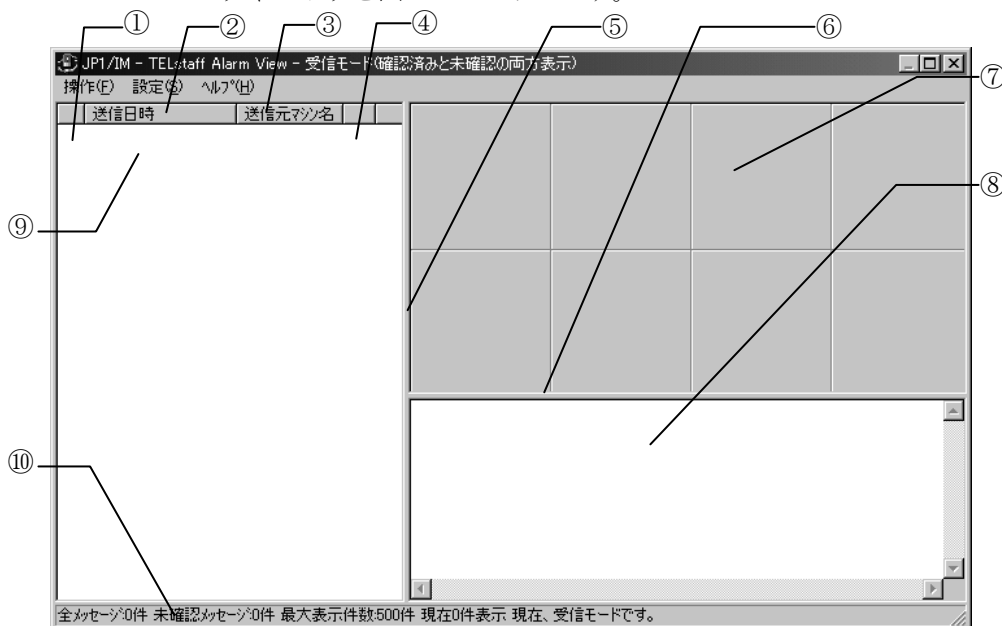 ① ② ③ ④ ⑤ ⑥
JP1/IM - TELstaff Alarm View - 受信モード(確認済みと未確認の両方表示)
操作(F) 設定(S) ヘルプ(H)
⑦
送信日時 送信元マシン名
⑧
⑨
⑩
全メッセージ:0件 未確認メッセージ:0件 最大表示件数:500件 現在0件表示 現在、受信モードです。